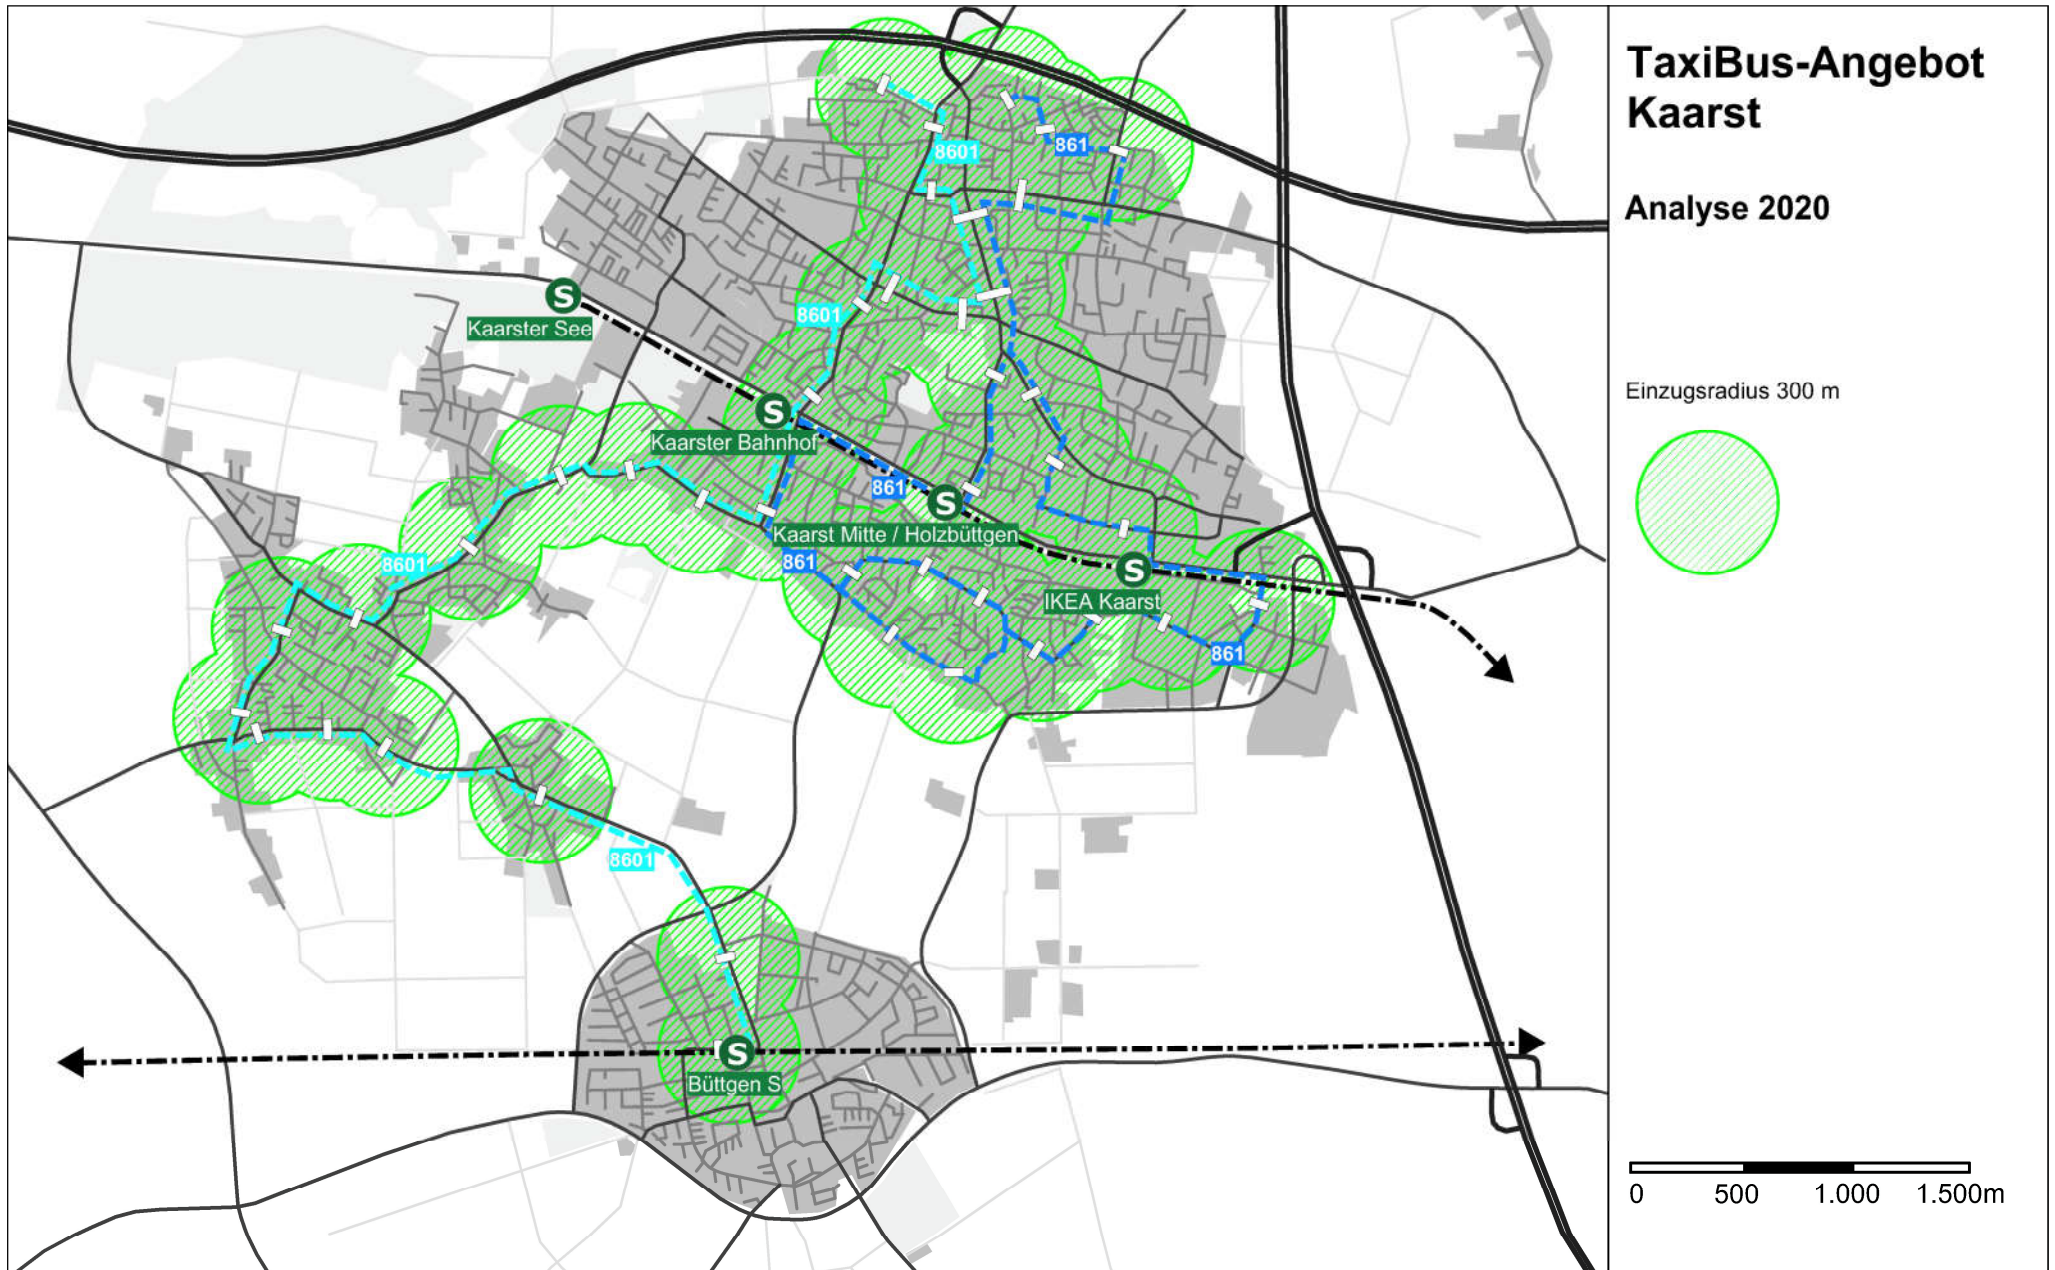 TaxiBus-Angebot
Kaarst
Analyse 2020
Einzugsradius 300 m
0 500 1.000 1.500m
861
8601
S
Kaarster See
8601
S
Kaarster Bahnhof
861
S
Kaarst Mitte / Holzbüttgen
861
8601
S
IKEA Kaarst
861
8601
S
Büttgen S